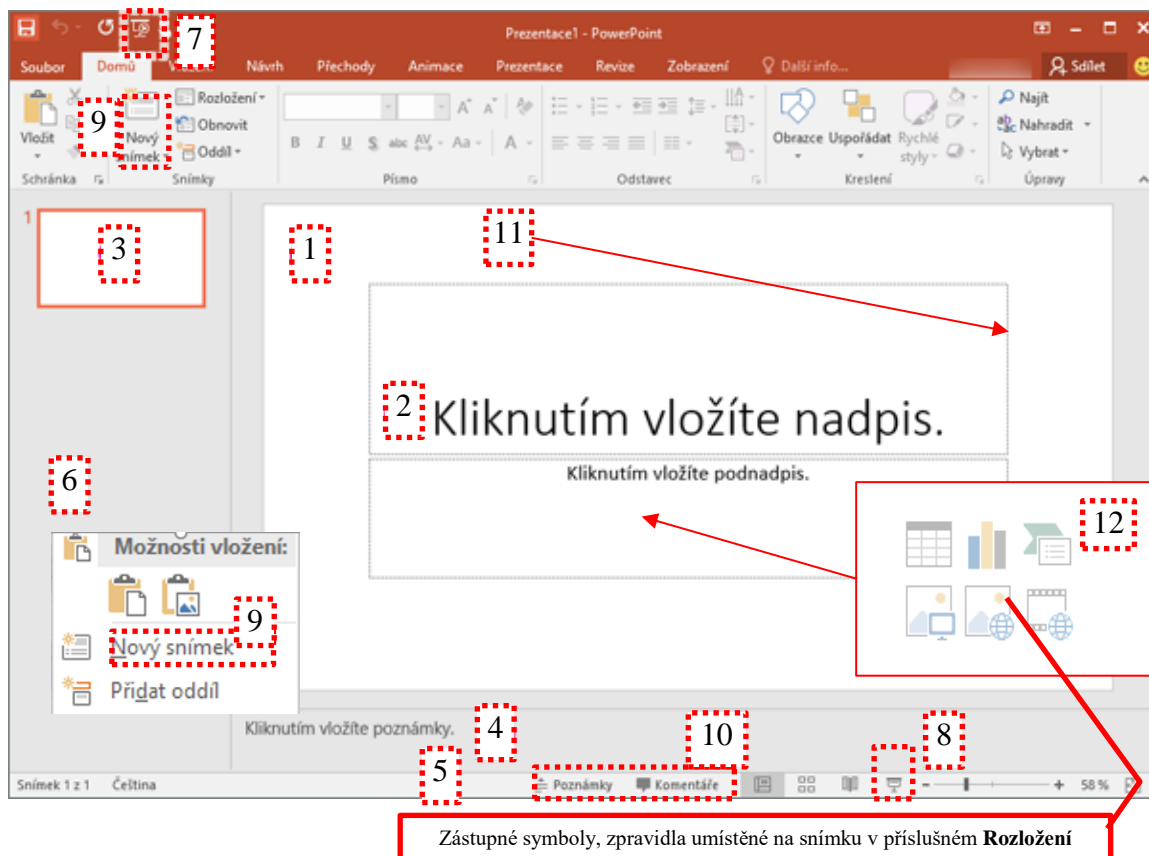 7
Prezentace1 - PowerPoint
Soubor Domů Vložení Návrh Přechody Animace Prezentace Revize Zobrazení Další info... Sdílet
9
Vložit
Nový snímek
Rozložení
Obnovit
Oddíl
B I U S abc AV Aa A
Obrazce Uspořádat Rychlé styly
Najít
Nahradit
Vybrat
Schránka Snímky Písmo Odstavec Kreslení Úpravy
1
3
1
11
2
Kliknutím vložíte nadpis.
Kliknutím vložíte podnadpis.
6
12
Možnosti vložení:
9
Nový snímek
Přidat oddíl
Kliknutím vložíte poznámky.
4
10
8
5
Snímek 1 z 1 Čeština Poznámky Komentáře 58 %
Zástupné symboly, zpravidla umístěné na snímku v příslušném Rozložení